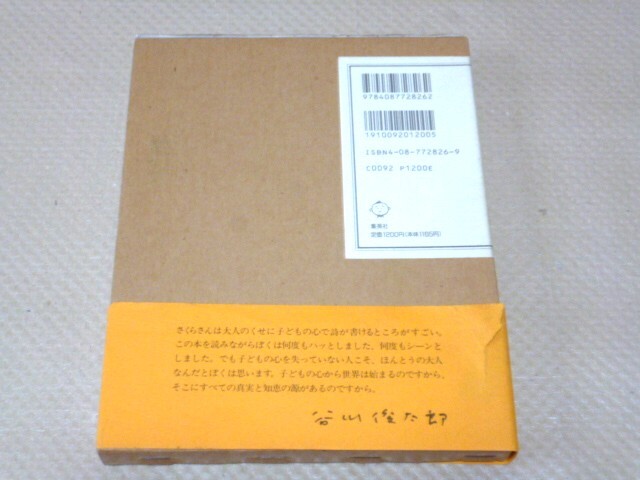 9784087728262
1910092012005
ISBN4-08-772826-9
C0092 P1200E
集英社
定価1200円(本体1165円)
さくらさんは大人のくせに子どもの心で詩が書けるところがすごい。
この本を読みながらぼくは何度もハッとしました、何度もシーンと
しました。でも子どもの心を失っていない人こそ、ほんとうの大人
なんだとぼくは思います。子どもの心から世界は始まるのですから、
そこにすべての真実と知恵の源があるのですから。
谷川俊太郎